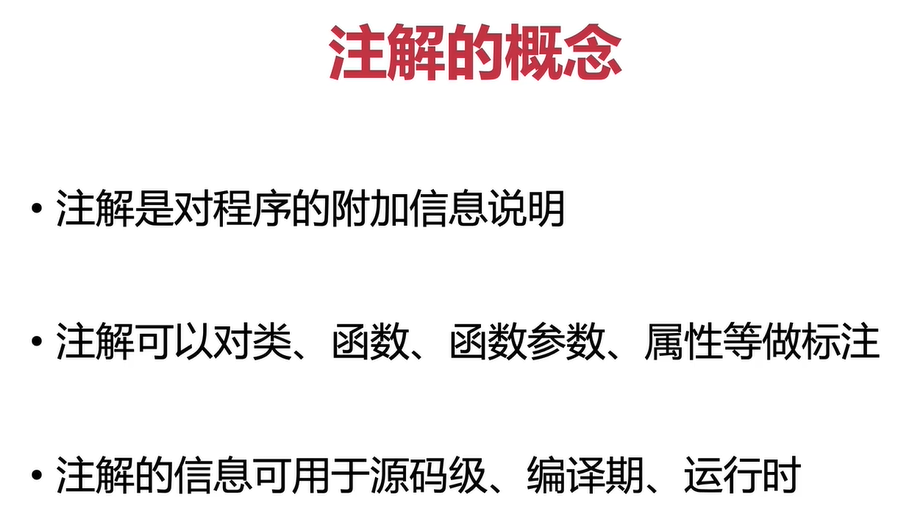 注解的概念
• 注解是对程序的附加信息说明
• 注解可以对类、函数、函数参数、属性等做标注
• 注解的信息可用于源码级、编译期、运行时